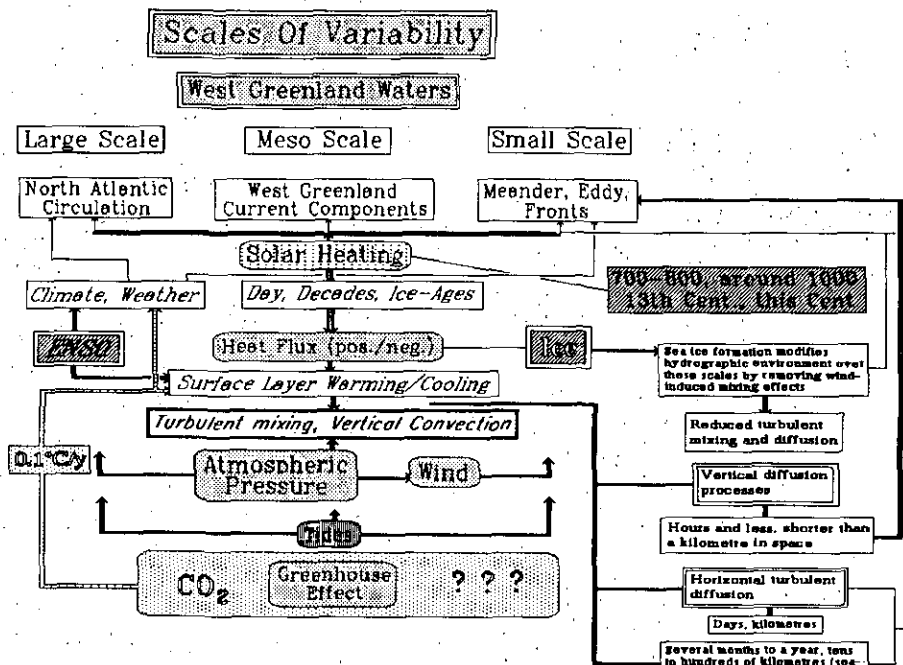 Scales Of Variability
West Greenland Waters
Large Scale
Meso Scale
Small Scale
North Atlantic
Circulation
West Greenland
Current Components
Meander, Eddy,
Fronts
Solar Heating
Climate, Weather
Day, Decades, Ice-Ages
700-800, around 1000
13th Cent., this Cent
ENSO
Heat Flux (pos./neg.)
Ice
Sea ice formation modifies
hydrographic environment over
these scales by removing wind-
induced mixing effects
Surface Layer Warming/Cooling
Turbulent mixing, Vertical Convection
Reduced turbulent
mixing and diffusion
0.1°C/y
Atmospheric
Pressure
Wind
Vertical diffusion
processes
Tides
Hours and less, shorter than
a kilometre in space
CO₂
Greenhouse
Effect
? ? ?
Horizontal turbulent
diffusion
Days, kilometres
Several months to a year, tens
to hundreds of kilometres